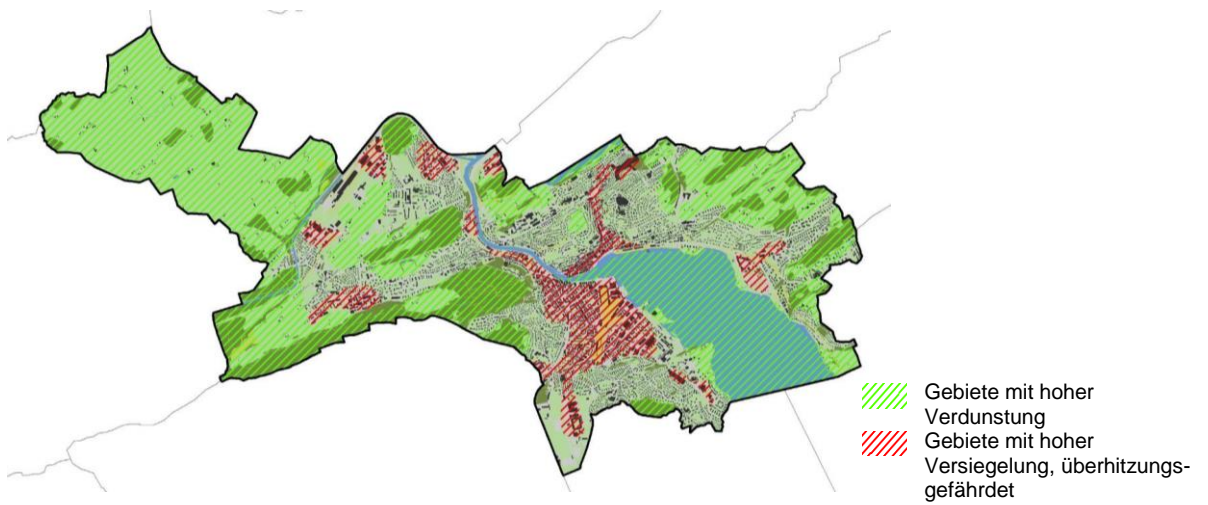 Gebiete mit hoher
Verdunstung
Gebiete mit hoher
Versiegelung, überhitzungs-
gefährdet